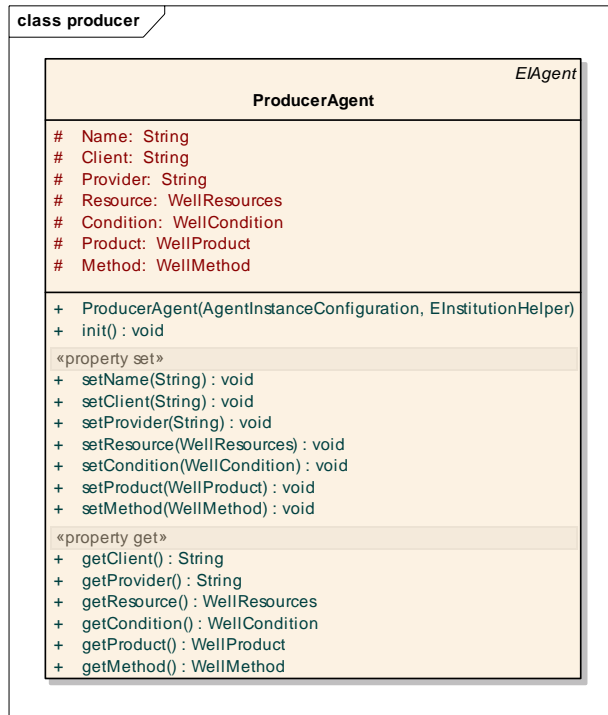 class producer
EIAgent
ProducerAgent
# Name: String
# Client: String
# Provider: String
# Resource: WellResources
# Condition: WellCondition
# Product: WellProduct
# Method: WellMethod
+ ProducerAgent(AgentInstanceConfiguration, EInstitutionHelper)
+ init() : void
«property set»
+ setName(String) : void
+ setClient(String) : void
+ setProvider(String) : void
+ setResource(WellResources) : void
+ setCondition(WellCondition) : void
+ setProduct(WellProduct) : void
+ setMethod(WellMethod) : void
«property get»
+ getClient() : String
+ getProvider() : String
+ getResource() : WellResources
+ getCondition() : WellCondition
+ getProduct() : WellProduct
+ getMethod() : WellMethod